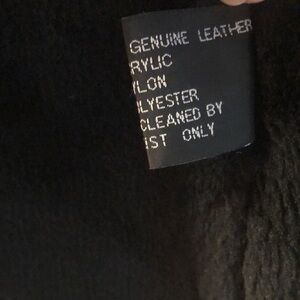 GENUINE LEATHER
RYLIC
YLON
LYESTER
CLEANED BY
IST ONLY